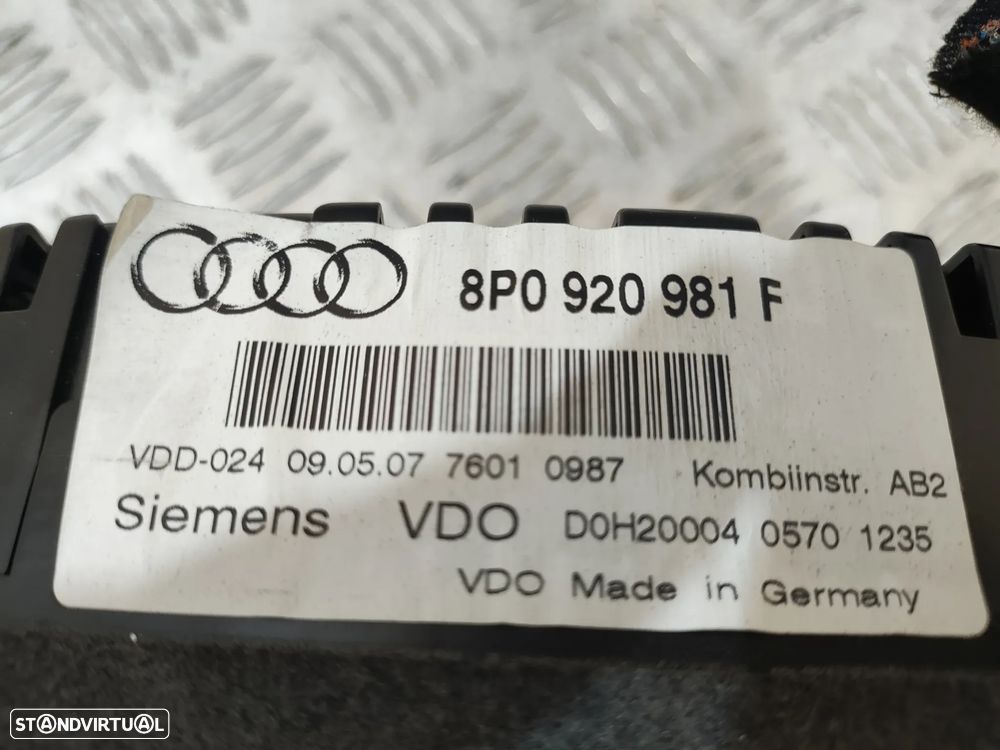 8P0 920 981 F
VDD-024 09.05.07 7601 0987 Kombiinstr. AB2
Siemens VDO D0H20004 0570 1235
VDO Made in Germany
STANDVIRTUAL